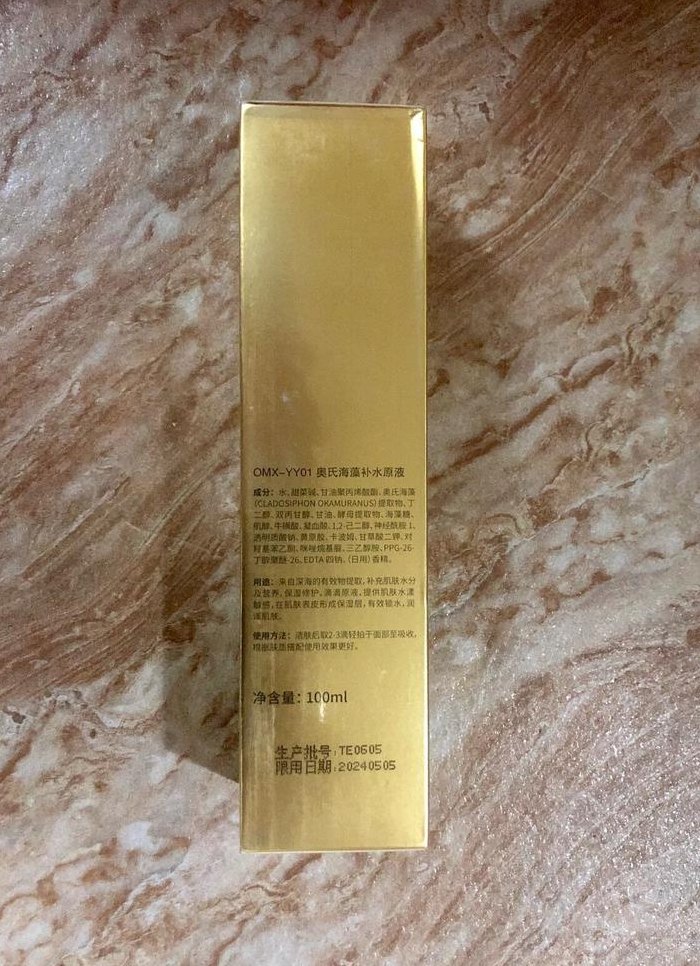 OMX-YY01 奥氏海藻补水原液
成分：水、甜菜碱、甘油聚丙烯酸酯、奥氏海藻
(CLADOSIPHON OKAMURANUS)提取物、丁
二醇、双丙甘醇、甘油、酵母提取物、海藻糖、
肌醇、牛磺酸、凝血酸、1,2-己二醇、神经酰胺 1、
透明质酸钠、黄原胶、卡波姆、甘草酸二钾、对
羟基苯乙酮、咪唑烷基脲、三乙醇胺、PPG-26-
丁醇聚醚-26、EDTA 四钠、(日用)香精。
用途：来自深海的有效物提取，补充肌肤水分
及营养，保湿修护，滴滴原液，提供肌肤水漾
触感，在肌肤表皮形成保湿层，有效锁水，润
泽肌肤。
使用方法：洁肤后取2-3滴轻拍于面部至吸收，
根据肤质搭配使用效果更好。
净含量：100ml
生产批号：TE0605
限用日期：20240505